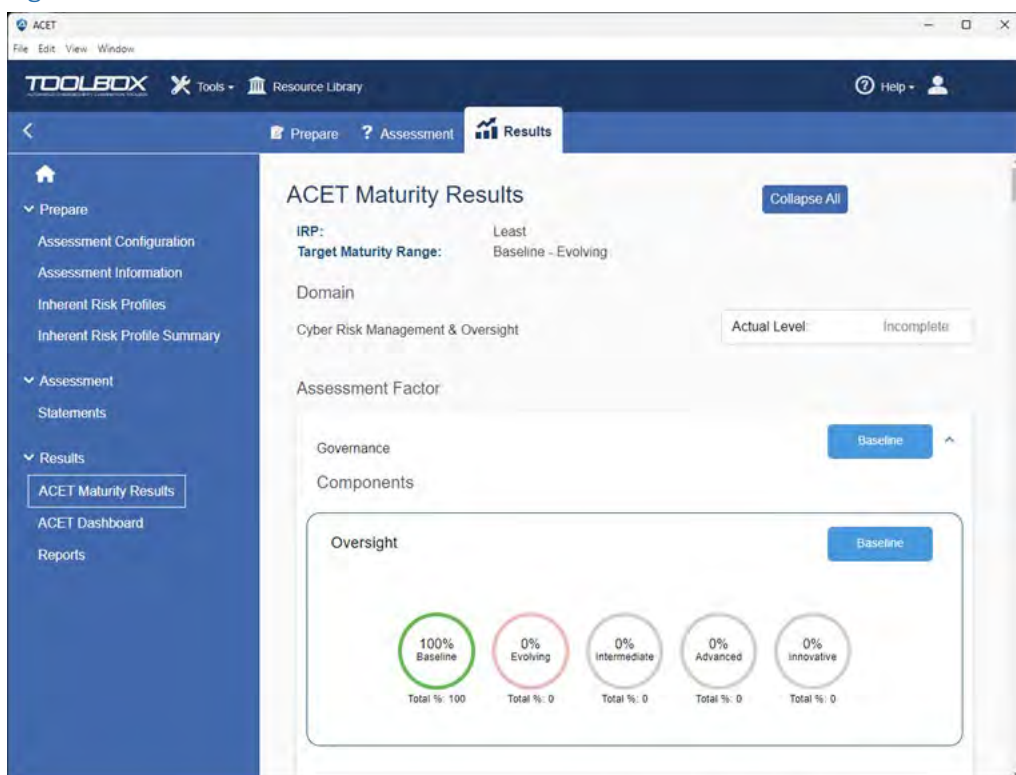 ACET
File Edit View Window
TOOLBOX
Tools
Resource Library
Help
Prepare
Assessment
Results
Prepare
Assessment Configuration
Assessment Information
Inherent Risk Profiles
Inherent Risk Profile Summary
Assessment
Statements
Results
ACET Maturity Results
ACET Dashboard
Reports
ACET Maturity Results
Collapse All
IRP: Least
Target Maturity Range: Baseline - Evolving
Domain
Cyber Risk Management & Oversight
Actual Level: Incomplete
Assessment Factor
Governance
Baseline
Components
Oversight
Baseline
100% Baseline
0% Evolving
0% Intermediate
0% Advanced
0% Innovative
Total %: 100
Total %: 0
Total %: 0
Total %: 0
Total %: 0